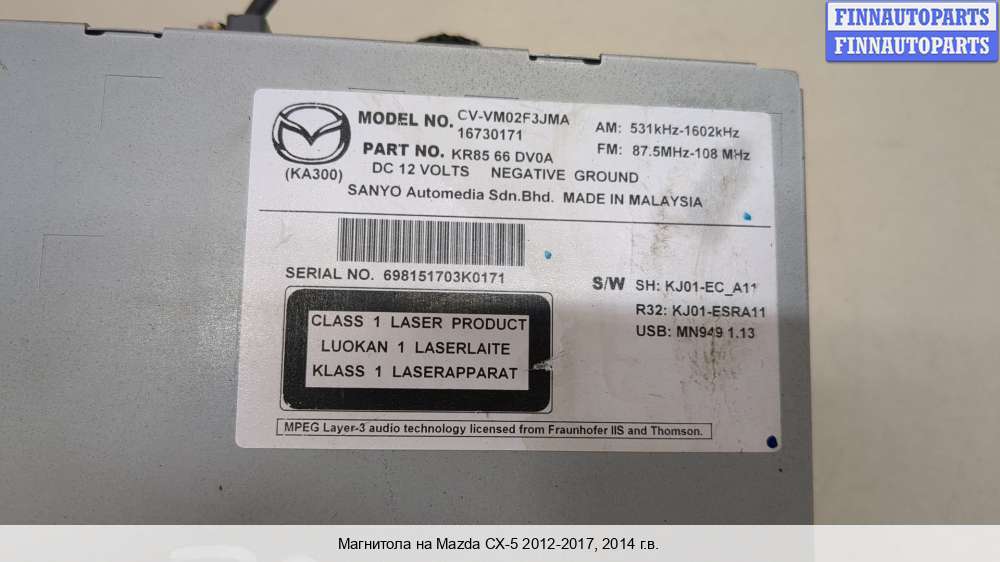 FINNAUTOPARTS
FINNAUTOPARTS
MODEL NO. CV-VM02F3JMA
16730171
PART NO. KR85 66 DV0A
(KA300)
DC 12 VOLTS NEGATIVE GROUND
SANYO Automedia Sdn.Bhd. MADE IN MALAYSIA
AM: 531kHz-1602kHz
FM: 87.5MHz-108 MHz
SERIAL NO. 698151703K0171
S/W SH: KJ01-EC_A11
R32: KJ01-ESRA11
USB: MN949 1.13
CLASS 1 LASER PRODUCT
LUOKAN 1 LASERLAITE
KLASS 1 LASERAPPARAT
MPEG Layer-3 audio technology licensed from Fraunhofer IIS and Thomson.
Магнитола на Mazda CX-5 2012-2017, 2014 г.в.